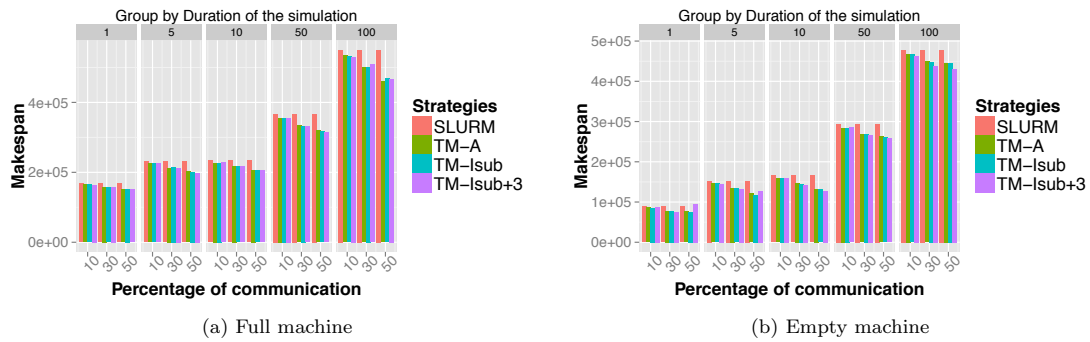 Group by Duration of the simulation
1 5 10 50 100
Makespan
4e+05
2e+05
0e+00
10 30 50 10 30 50 10 30 50 10 30 50 10 30 50
Percentage of communication
Strategies
SLURM
TM-A
TM-Isub
TM-Isub+3
(a) Full machine
Group by Duration of the simulation
1 5 10 50 100
Makespan
5e+05
4e+05
3e+05
2e+05
1e+05
0e+00
10 30 50 10 30 50 10 30 50 10 30 50 10 30 50
Percentage of communication
Strategies
SLURM
TM-A
TM-Isub
TM-Isub+3
(b) Empty machine